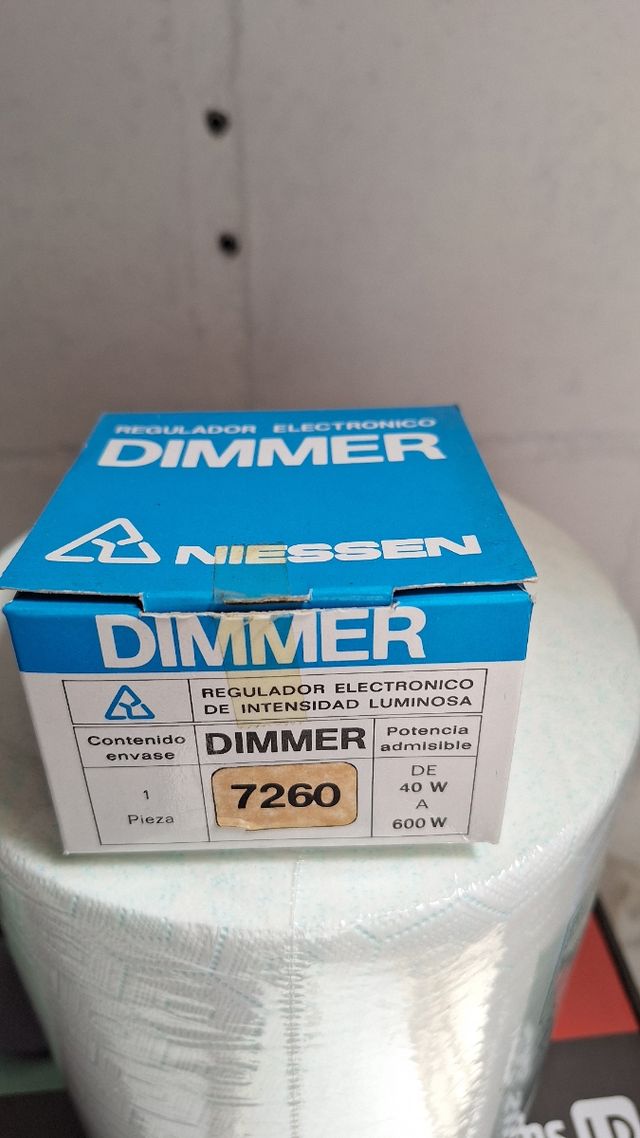 REGULADOR ELECTRONICO
DIMMER
NIESSEN
DIMMER
REGULADOR ELECTRONICO
DE INTENSIDAD LUMINOSA
Contenido
envase
DIMMER
Potencia
admisible
1
Pieza
7260
DE
40 W
A
600 W